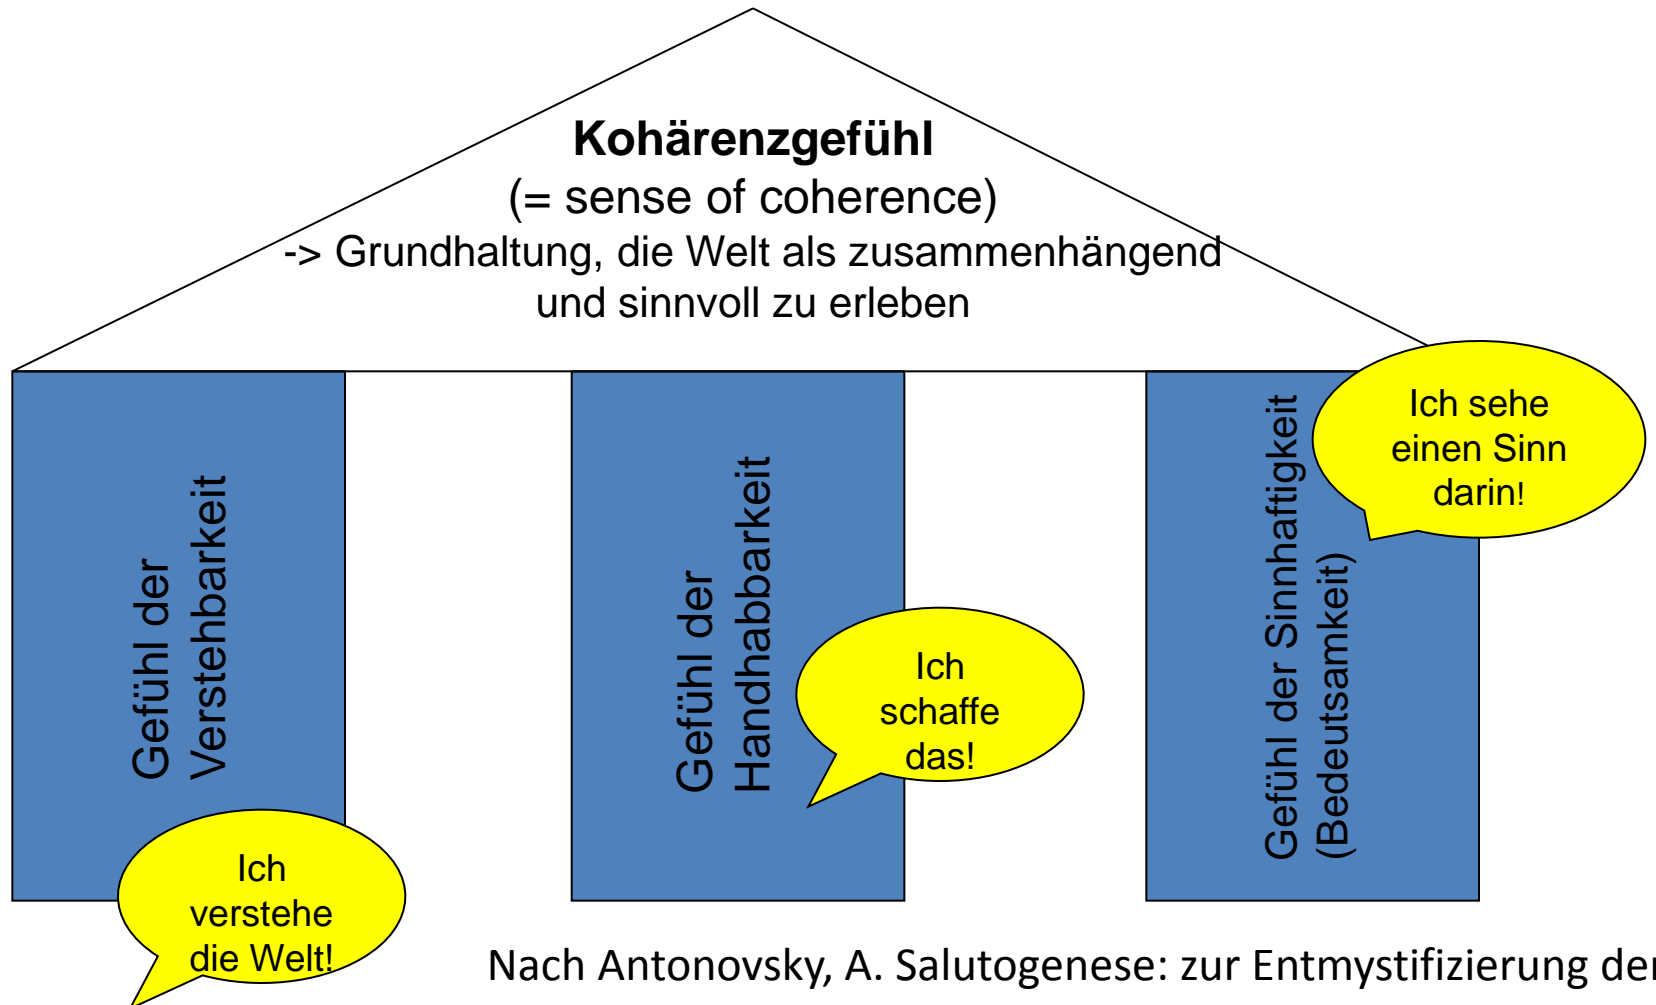 Kohärenzgefühl
(= sense of coherence)
-> Grundhaltung, die Welt als zusammenhängend
und sinnvoll zu erleben
Gefühl der
Verstehbarkeit
Ich
verstehe
die Welt!
Gefühl der
Handhabbarkeit
Ich
schaffe
das!
Gefühl der Sinnhaftigkeit
(Bedeutsamkeit)
Ich sehe
einen Sinn
darin!
Nach Antonovsky, A. Salutogenese: zur Entmystifizierung der